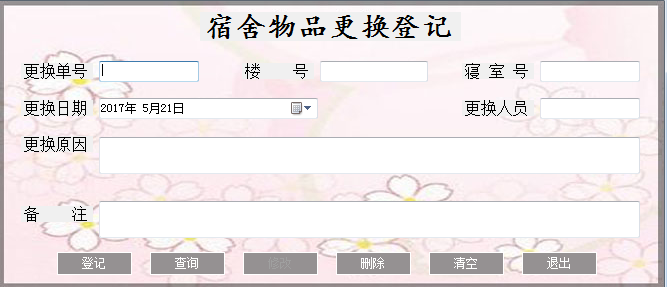 宿舍物品更换登记
更换单号 楼 号 寝 室 号
更换日期 2017年 5月21日 更换人员
更换原因
备 注
登记 查询 修改 删除 清空 退出